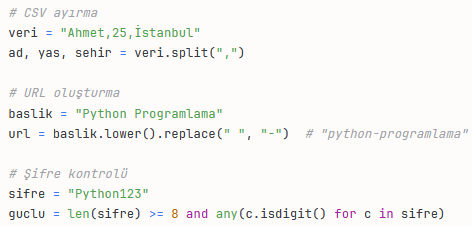 # CSV ayırma
veri = "Ahmet,25,İstanbul"
ad, yas, sehir = veri.split(",")
# URL oluşturma
baslik = "Python Programlama"
url = baslik.lower().replace(" ", "-")  # "python-programlama"
# Şifre kontrolü
sifre = "Python123"
guclu = len(sifre) >= 8 and any(c.isdigit() for c in sifre)